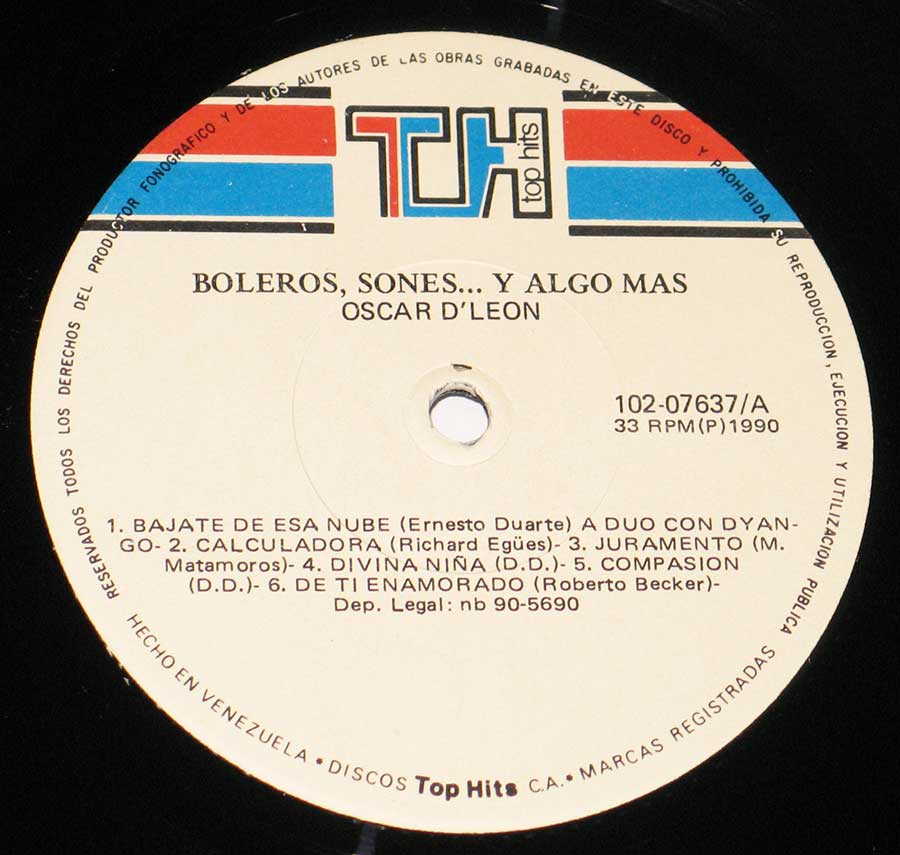 RESERVADOS TODOS LOS DERECHOS DEL PRODUCTOR FONOGRAFICO Y DE LOS AUTORES DE LAS OBRAS GRABADAS EN ESTE DISCO Y PROHIBIDA SU REPRODUCCION, EJECUCION Y UTILIZACION PUBLICA
TH top hits
BOLEROS, SONES... Y ALGO MAS
OSCAR D'LEON
102-07637/A
33 RPM(P)1990
1. BAJATE DE ESA NUBE (Ernesto Duarte) A DUO CON DYAN-
GO- 2. CALCULADORA (Richard Egües)- 3. JURAMENTO (M.
Matamoros)- 4. DIVINA NIÑA (D.D.)- 5. COMPASION
(D.D.)- 6. DE TI ENAMORADO (Roberto Becker)-
Dep. Legal: nb 90-5690
HECHO EN VENEZUELA • DISCOS Top Hits C.A. • MARCAS REGISTRADAS